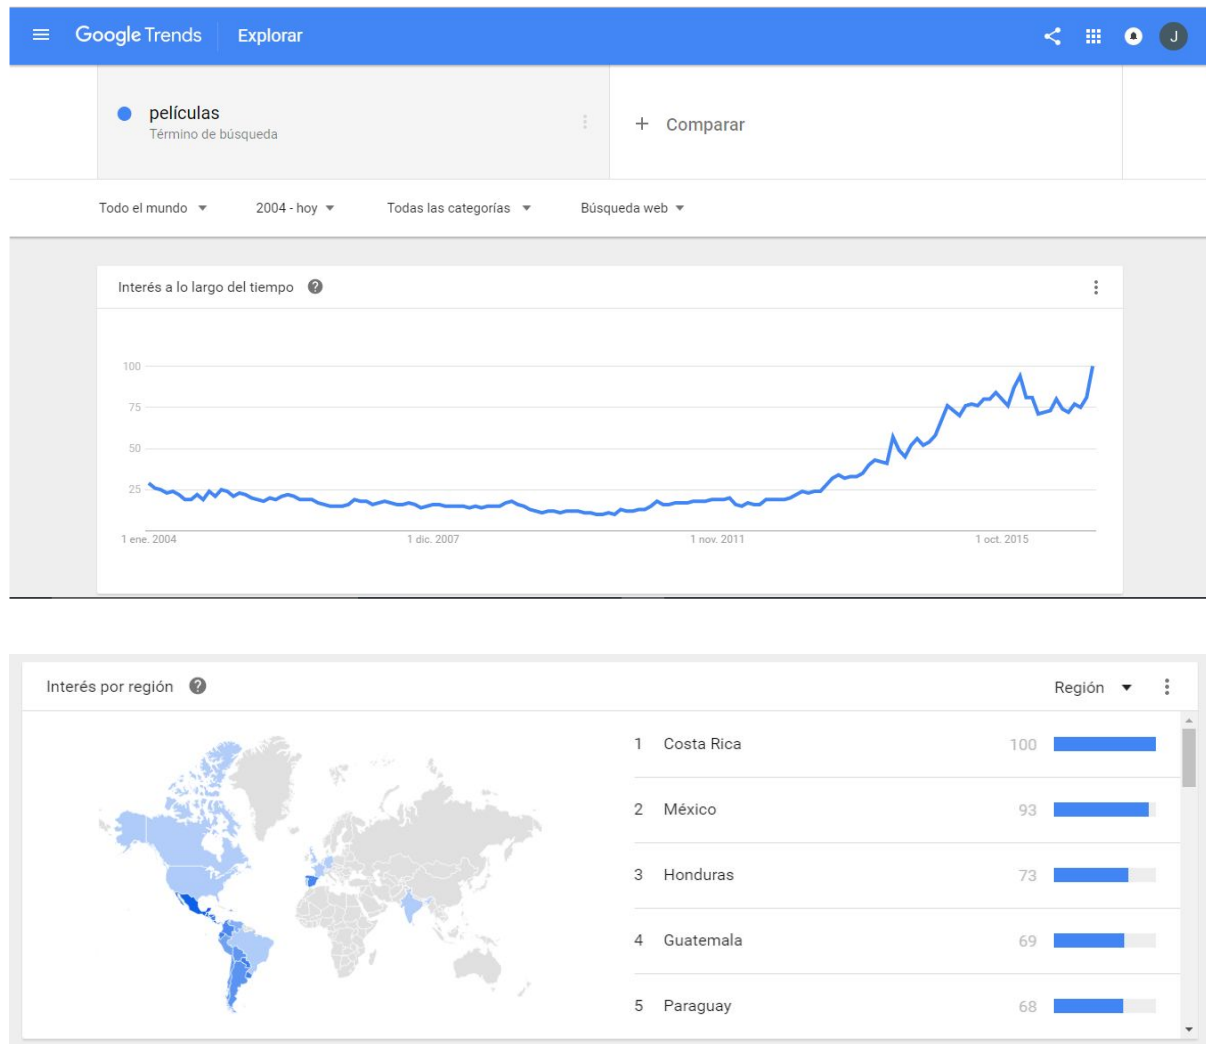 Google Trends Explorar J
películas
Término de búsqueda
+ Comparar
Todo el mundo 2004 - hoy Todas las categorías Búsqueda web
Interés a lo largo del tiempo ?
100
75
50
25
1 ene. 2004 1 dic. 2007 1 nov. 2011 1 oct. 2015
Interés por región ? Región
1 Costa Rica 100
2 México 93
3 Honduras 73
4 Guatemala 69
5 Paraguay 68